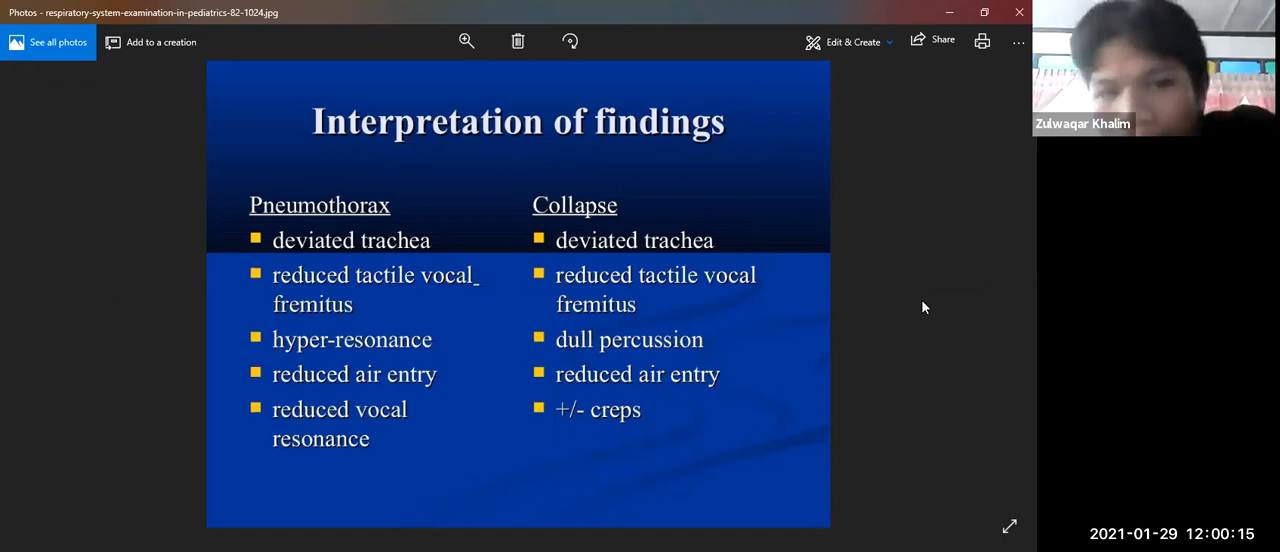 Photos - respiratory-system-examination-in-pediatrics-82-1024.jpg
See all photos
Add to a creation
Edit & Create
Share
Zulwaqar Khalim
Interpretation of findings
Pneumothorax
deviated trachea
reduced tactile vocal
fremitus
hyper-resonance
reduced air entry
reduced vocal
resonance
Collapse
deviated trachea
reduced tactile vocal
fremitus
dull percussion
reduced air entry
+/- creps
2021-01-29 12:00:15